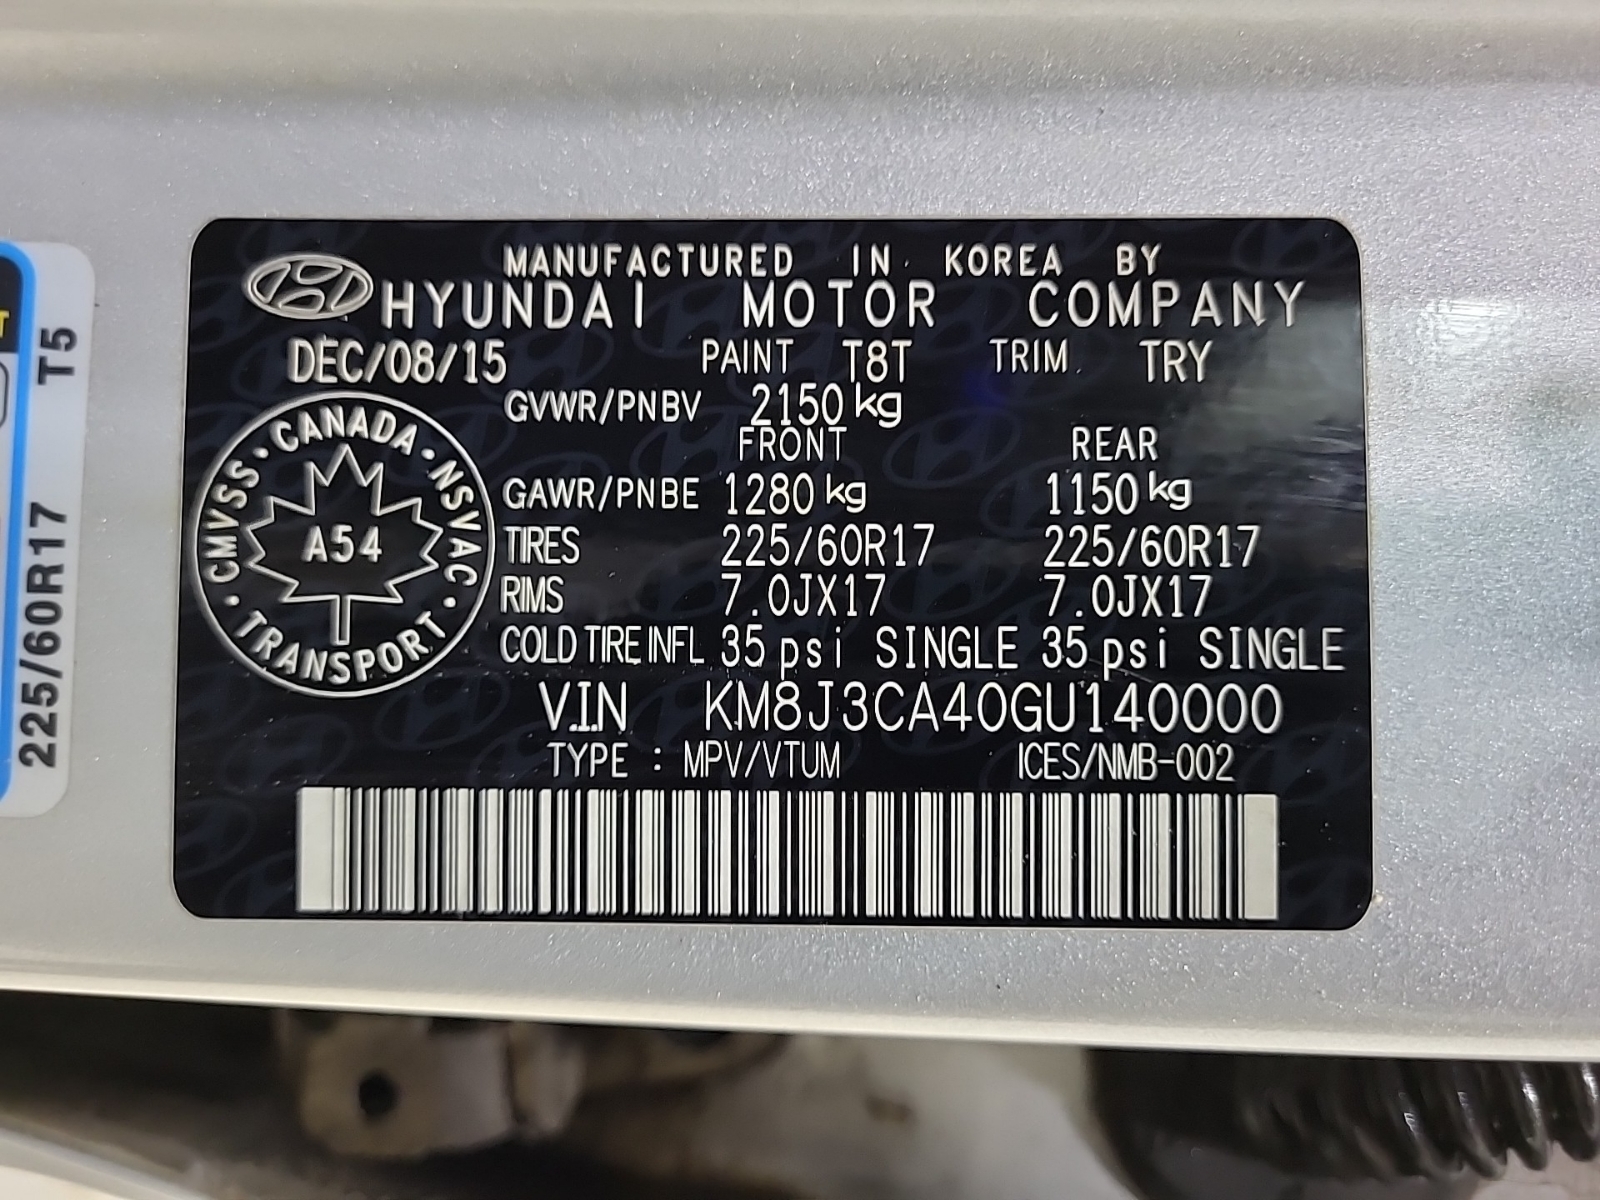 MANUFACTURED IN KOREA BY
HYUNDAI MOTOR COMPANY
DEC/08/15 PAINT T8T TRIM TRY
GVWR/PNBV 2150 kg
FRONT REAR
GAWR/PNBE 1280 kg 1150 kg
TIRES 225/60R17 225/60R17
RIMS 7.0JX17 7.0JX17
COLD TIRE INFL 35 psi SINGLE 35 psi SINGLE
V.I.N KM8J3CA40GU140000
TYPE : MPV/VTUM ICES/NMB-002
CANADA · NSVAC · TRANSPORT · CMVSS ·
A54
225/60R17 T5